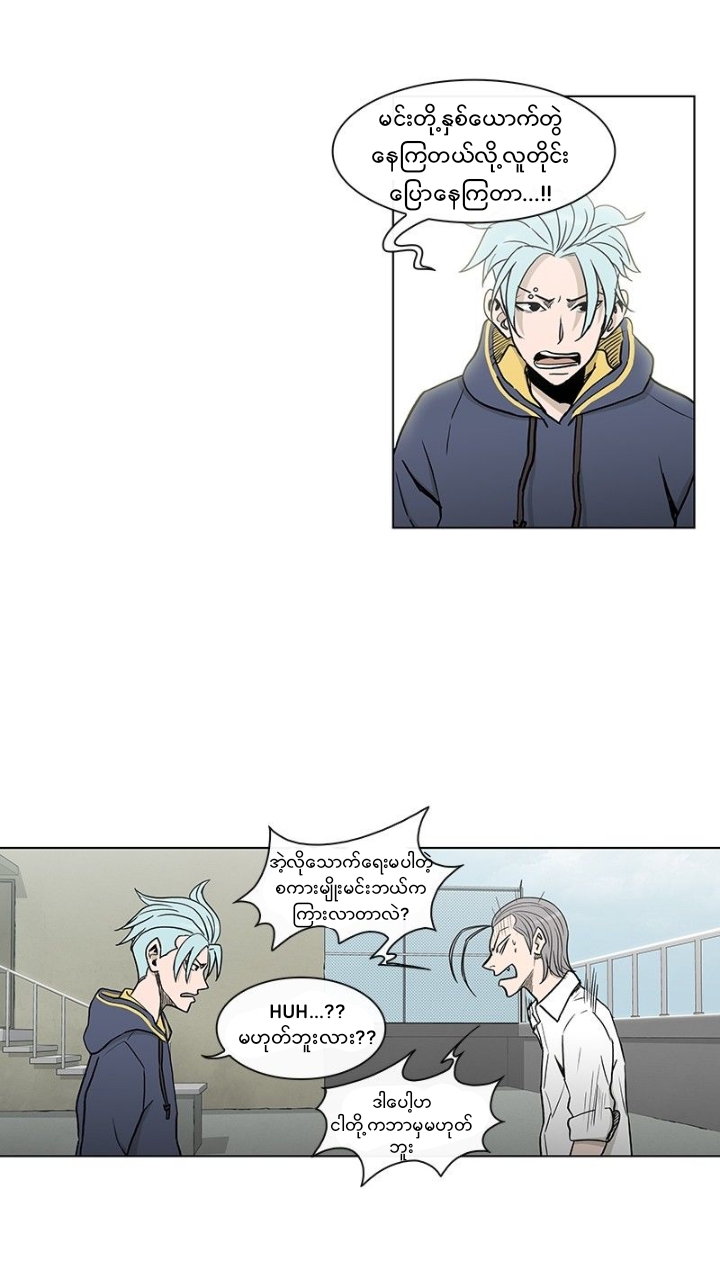 မင်းတို့နှစ်ယောက်တွဲ
နေကြတယ်လို့လူတိုင်း
ပြောနေကြတာ...!!
အဲ့လိုသောက်ရေးမပါတဲ့
စကားမျိုးမင်းဘယ်က
ကြားလာတာလဲ?
HUH...??
မဟုတ်ဘူးလား??
ဒါပေါ့ဟ
ငါတို့ကဘာမှမဟုတ်
ဘူး